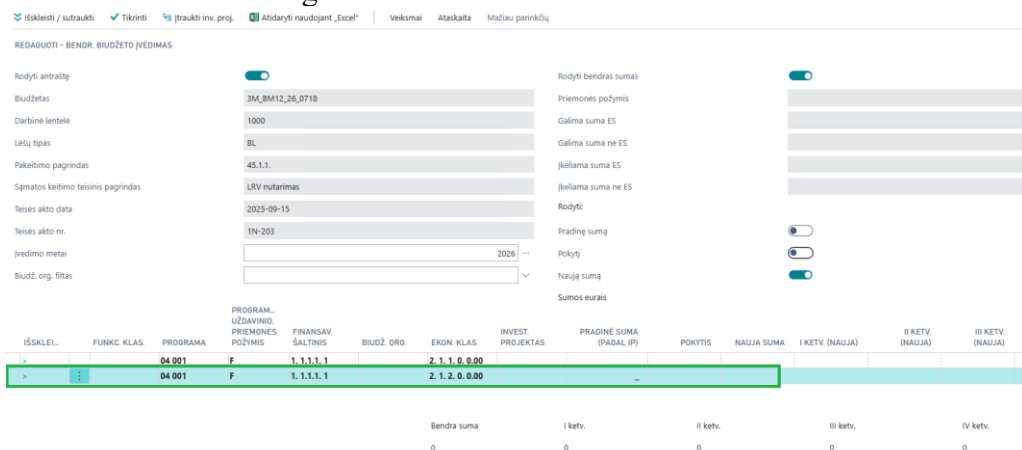 Išskleisti / sutraukti Tikrinti Įtraukti inv. proj. Atidaryti naudojant „Excel“ Veiksmai Ataskaita Mažiau parinkčių
REDAGUOTI - BENDR. BIUDŽETO ĮVEDIMAS
Rodyti antraštę
Biudžetas 3M_BM12_26_0718
Darbinė lentelė 1000
Lėšų tipas BL
Pakeitimo pagrindas 45.1.1.
Sąmatos keitimo teisinis pagrindas LRV nutarimas
Teisės akto data 2025-09-15
Teisės akto nr. 1N-203
Įvedimo metai 2026
Biudž. org. filtas
Rodyti bendras sumas
Priemonės požymis
Galima suma ES
Galima suma ne ES
Įkeliama suma ES
Įkeliama suma ne ES
Rodyti:
Pradinę sumą
Pokytį
Naują sumą
Sumos eurais
IŠSKLEI... FUNKC. KLAS. PROGRAMA PROGRAM... UŽDAVINIO, PRIEMONĖS POŽYMIS FINANSAV. ŠALTINIS BIUDŽ. ORG. EKON. KLAS. INVEST. PROJEKTAS PRADINĖ SUMA (PAGAL IP) POKYTIS NAUJA SUMA I KETV. (NAUJA) II KETV. (NAUJA) III KETV. (NAUJA)
> 04 001 F 1. 1.1.1. 1 2. 1. 1. 0. 0.00
> 04 001 F 1. 1.1.1. 1 2. 1. 2. 0. 0.00 _
Bendra suma I ketv. II ketv. III ketv. IV ketv.
0 0 0 0 0